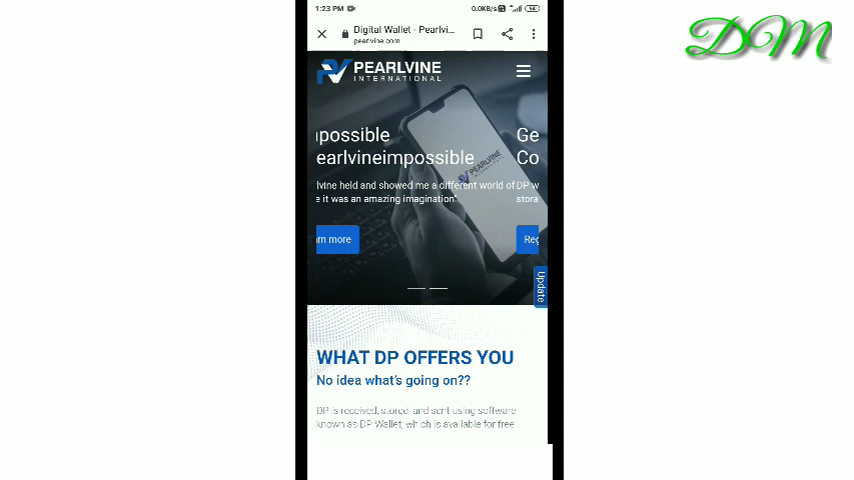 1:23 PM
0.0KB/s
DM
Digital Wallet - Pearlvi...
pearlvine.com
PEARLVINE
INTERNATIONAL
npossible
earlvineimpossible
Ge
Co
lvine held and showed me a different world of
e it was an amazing imagination"
DP w
stora
rn more
Reg
PEARLVINE
Update
WHAT DP OFFERS YOU
No idea what's going on??
DP is received, stored, and sent using software
known as DP Wallet, which is available for free.